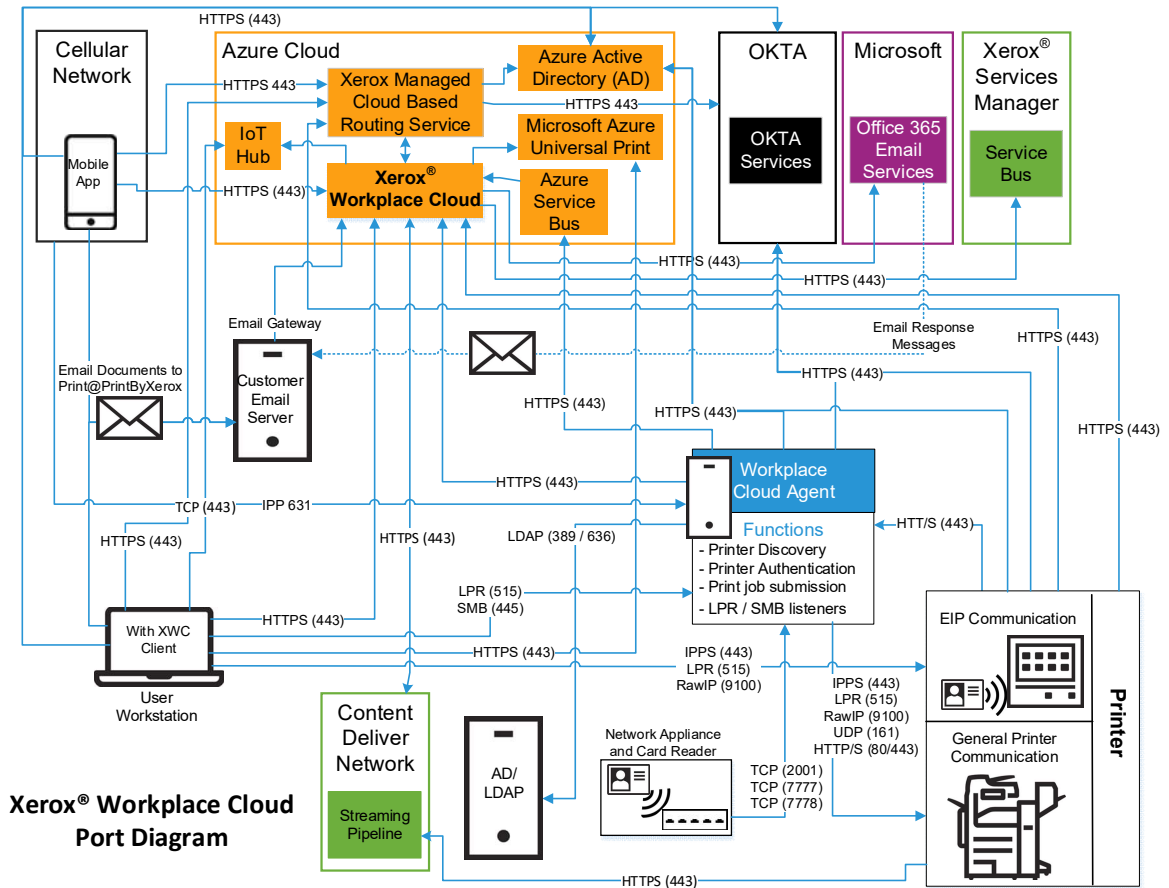 HTTPS (443)
Cellular
Network
Mobile
App
Azure Cloud
Xerox Managed
Cloud Based
Routing Service
Azure Active
Directory (AD)
IoT
Hub
Microsoft Azure
Universal Print
Xerox®
Workplace Cloud
Azure
Service
Bus
OKTA
OKTA
Services
Microsoft
Office 365
Email
Services
Xerox®
Services
Manager
Service
Bus
HTTPS 443
HTTPS 443
HTTPS (443)
HTTPS (443)
HTTPS (443)
Email Gateway
Email Response
Messages
HTTPS (443)
Email Documents to
Print@PrintByXerox
Customer
Email
Server
HTTPS (443)
HTTPS (443)
HTTPS (443)
HTTPS (443)
Workplace
Cloud Agent
HTTPS (443)
TCP (443)
IPP 631
HTTPS (443)
HTTPS (443)
LDAP (389 / 636)
Functions
- Printer Discovery
- Printer Authentication
- Print job submission
- LPR / SMB listeners
HTT/S (443)
LPR (515)
SMB (445)
With XWC
Client
User
Workstation
HTTPS (443)
HTTPS (443)
IPPS (443)
LPR (515)
RawIP (9100)
IPPS (443)
LPR (515)
RawIP (9100)
UDP (161)
HTTP/S (80/443)
EIP Communication
Printer
General Printer
Communication
Content
Deliver
Network
Streaming
Pipeline
AD/
LDAP
Network Appliance
and Card Reader
TCP (2001)
TCP (7777)
TCP (7778)
Xerox® Workplace Cloud
Port Diagram
HTTPS (443)